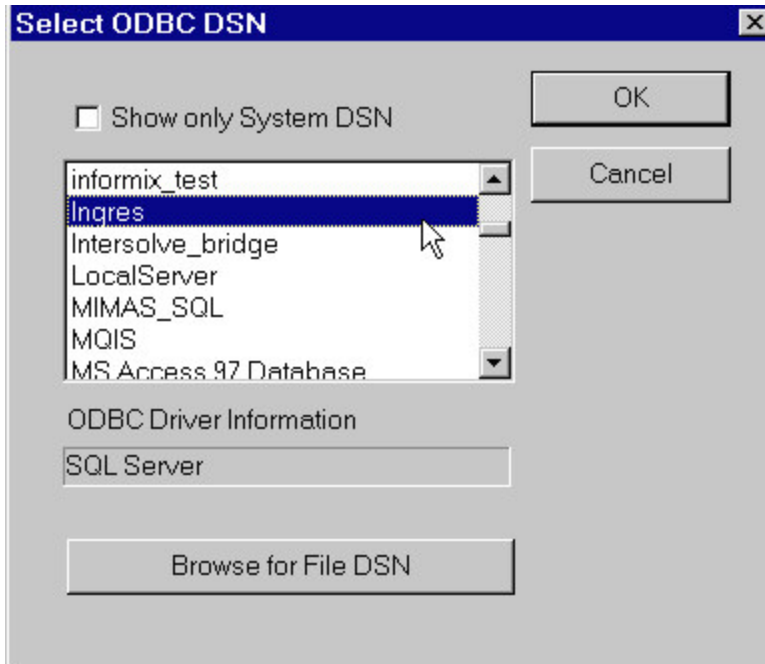 Select ODBC DSN
Show only System DSN
OK
Cancel
informix_test
Ingres
Intersolve_bridge
LocalServer
MIMAS_SQL
MQIS
MS Access 97 Database
ODBC Driver Information
SQL Server
Browse for File DSN